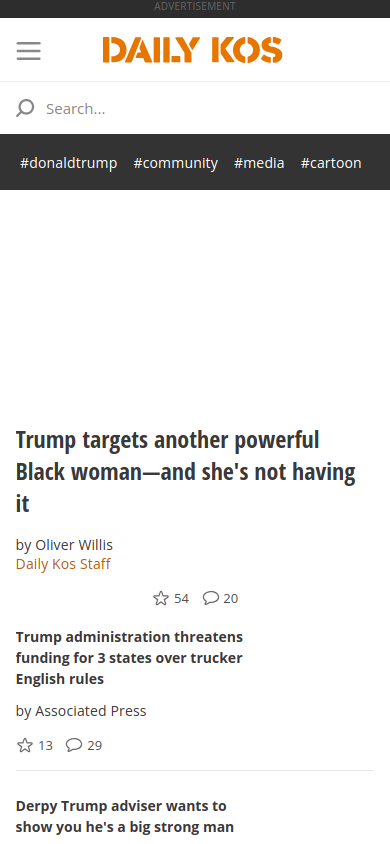 ADVERTISEMENT
DAILY KOS
Search...
#donaldtrump #community #media #cartoon
Trump targets another powerful
Black woman—and she's not having
it
by Oliver Willis
Daily Kos Staff
54 20
Trump administration threatens
funding for 3 states over trucker
English rules
by Associated Press
13 29
Derpy Trump adviser wants to
show you he's a big strong man